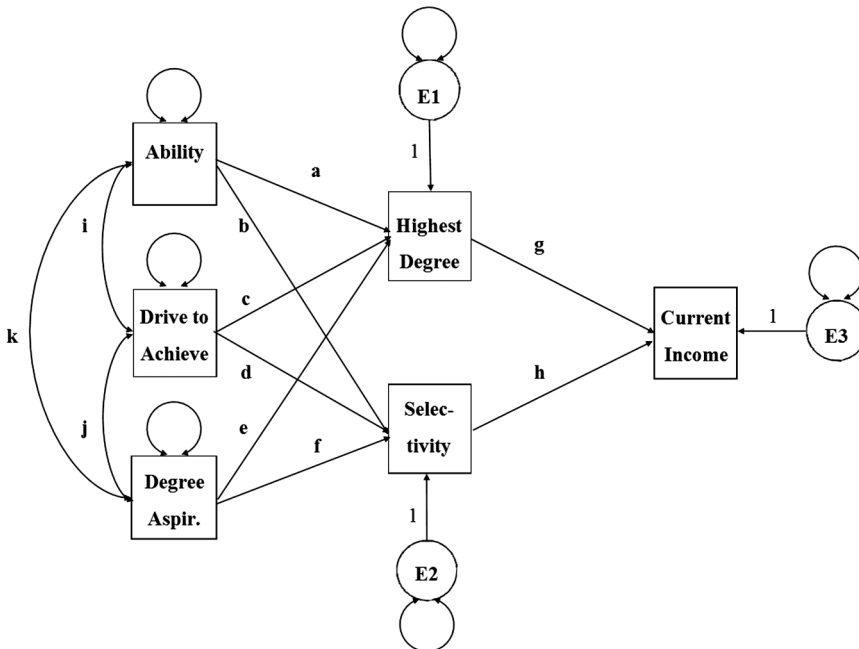 E1
1
Ability
a
i
b
Highest
Degree
g
c
Drive to
Achieve
Current
Income
1
E3
k
d
h
Selec-
tivity
j
e
f
Degree
Aspir.
1
E2